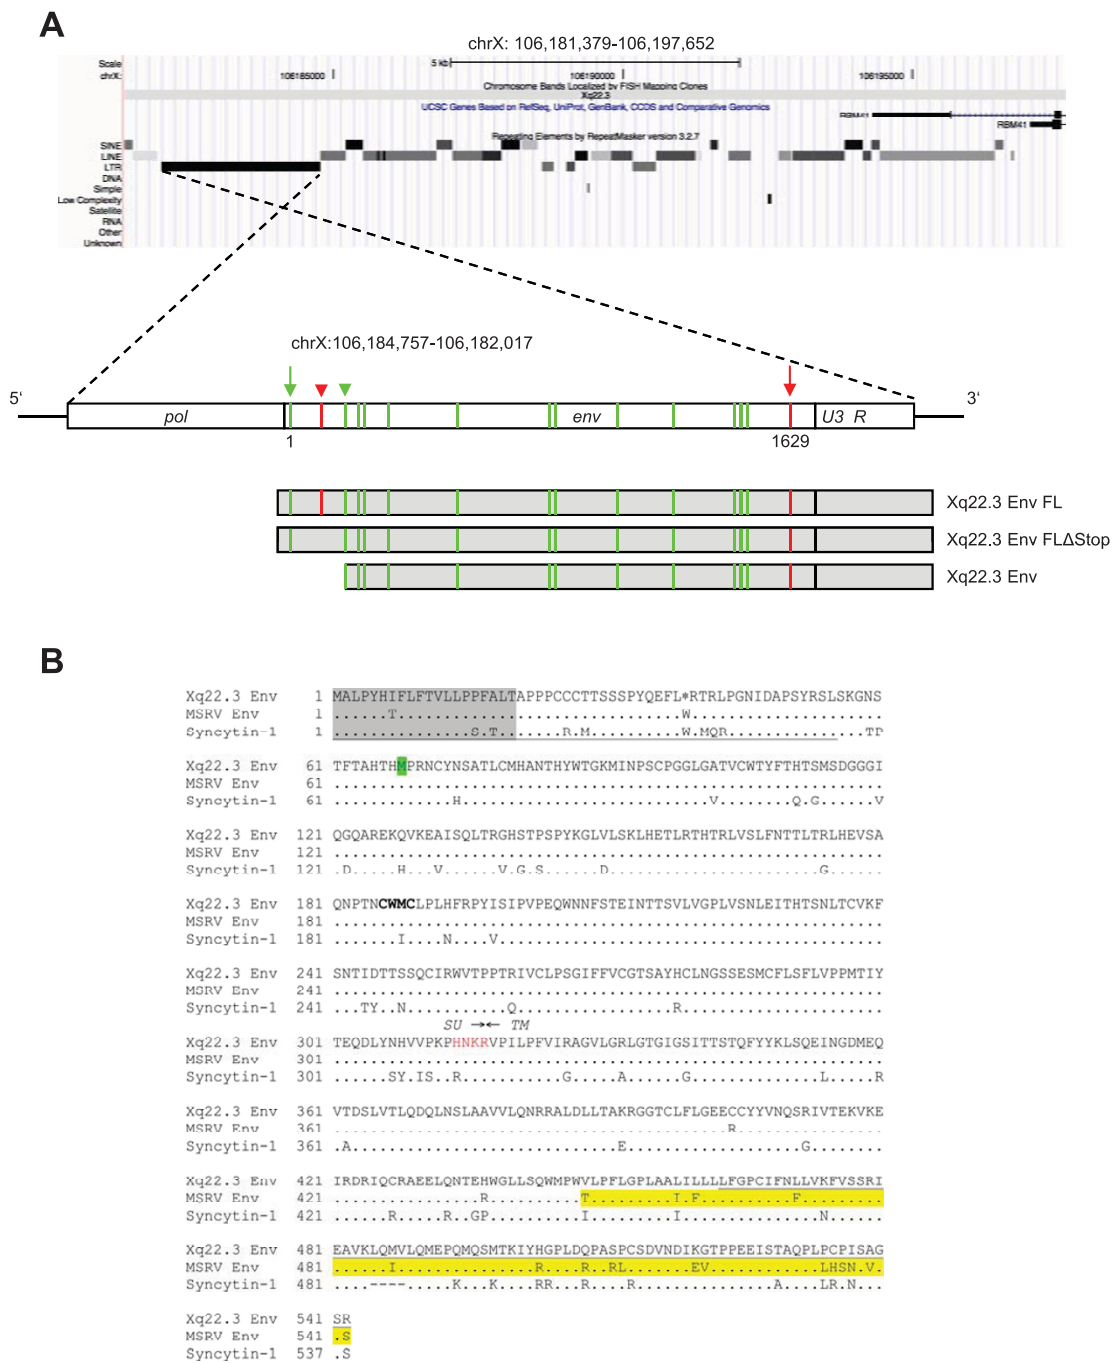 A
chrX: 106,181,379-106,197,652
Scale 5 kb
chrX: 106185000 106190000 106195000
Chromosome Bands Localized by FISH Mapping Clones
Xq22.3
UCSC Genes Based on RefSeq, UniProt, GenBank, CCDS and Comparative Genomics
RBM41
RBM41
Repeating Elements by RepeatMasker version 3.2.7
SINE
LINE
LTR
DNA
Simple
Low Complexity
Satellite
RNA
Other
Unknown
chrX:106,184,757-106,182,017
5‘ 3‘
pol env U3 R
1 1629
Xq22.3 Env FL
Xq22.3 Env FLΔStop
Xq22.3 Env
B
Xq22.3 Env 1 MALPYHIFLFTVLLPPFALTAPPPCCCTTSSSPYQEFL*RTRLPGNIDAPSYRSLSKGNS
MSRV Env 1 ......T................................W.....................
Syncytin-1 1 ...............S.T.......R.M..........W.MQR...............TP
Xq22.3 Env 61 TFTAHTHMPRNCYNSATLCMHANTHYWTGKMINPSCPGGLGATVCWTYFTHTSMSDGGGI
MSRV Env 61 ............................................................
Syncytin-1 61 .............H...........................V........Q.G......V
Xq22.3 Env 121 QGQAREKQVKEAISQLTRGHSTPSPYKGLVLSKLHETLRTHTRLVSLFNTTLTRLHEVSA
MSRV Env 121 ............................................................
Syncytin-1 121 .D.....H...V......V.G.S......D.......................G......
Xq22.3 Env 181 QNPTNCWMCLPLHFRPYISIPVPEQWNNFSTEINTTSVLVGPLVSNLEITHTSNLTCVKF
MSRV Env 181 ............................................................
Syncytin-1 181 .......I....N....V..........................................
Xq22.3 Env 241 SNTIDTTSSQCIRWVTPPTRIVCLPSGIFFVCGTSAYHCLNGSSESMCFLSFLVPPMTIY
MSRV Env 241 ............................................................
Syncytin-1 241 ...TY..N...........Q.................R......................
SU →← TM
Xq22.3 Env 301 TEQDLYNHVVPKPHNKRVPILPFVIRAGVLGRLGTGIGSITTSTQFYYKLSQEINGDMEQ
MSRV Env 301 ............................................................
Syncytin-1 301 ......SY.IS..R...........G.....A......G..............L.....R
Xq22.3 Env 361 VTDSLVTLQDQLNSLAAVVLQNRRALDLLTAKRGGTCLFLGEECCYYVNQSRIVTEKVKE
MSRV Env 361 ...........................................R................
Syncytin-1 361 .A.............................E...................G........
Xq22.3 Env 421 IRDRIQCRAEELQNTEHWGLLSQWMPWVLPFLGPLAALILLLLFGPCIFNLLVKFVSSRI
MSRV Env 421 ................R..........T.........I.F..........F.........
Syncytin-1 421 ......R.....R..GP..........I.........I...............N......
Xq22.3 Env 481 EAVKLQMVLQMEPQMQSMTKIYHGPLDQPASPCSDVNDIKGTPPEEISTAQPLPCPISAG
MSRV Env 481 ......I...............H....R..RL.......EV............LHSN.V.
Syncytin-1 481 ....----.....K...K....RR...R....R...............A....LR.N...
Xq22.3 Env 541 SR
MSRV Env 541 .S
Syncytin-1 537 .S